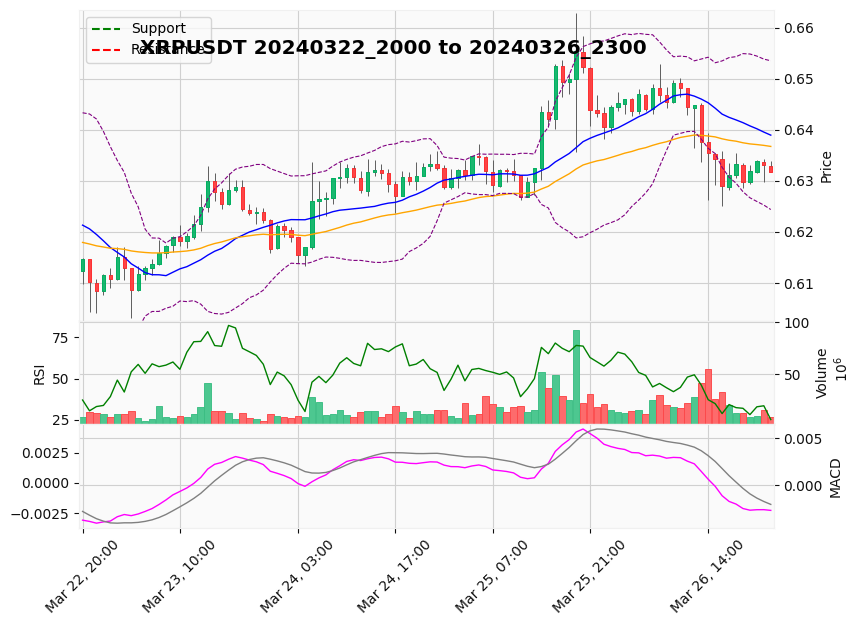 Support
Resistance
XRPUSDT 20240322_2000 to 20240326_2300
0.66
0.65
0.64
0.63
0.62
0.61
Price
75
50
25
RSI
100
50
Volume
10^6
0.0025
0.0000
−0.0025
0.005
0.000
MACD
Mar 22, 20:00
Mar 23, 10:00
Mar 24, 03:00
Mar 24, 17:00
Mar 25, 07:00
Mar 25, 21:00
Mar 26, 14:00